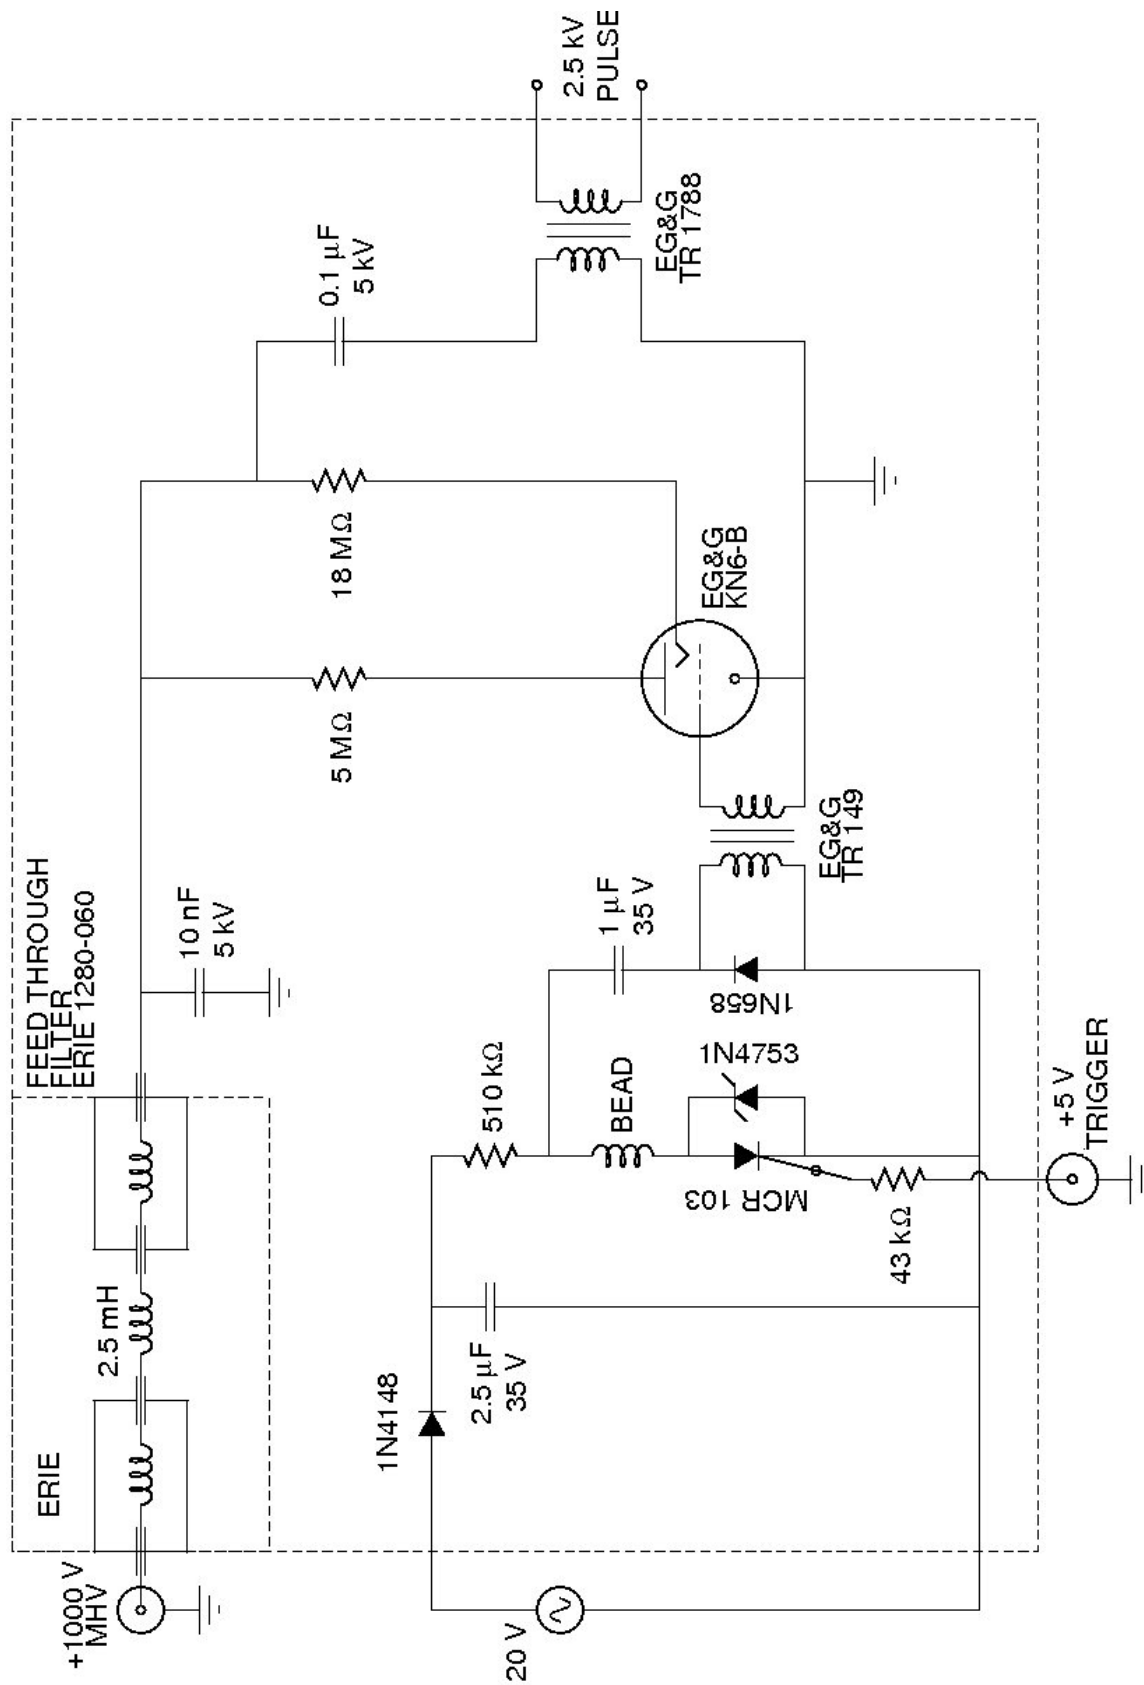 +1000 V
MHV
ERIE
2.5 mH
FEED THROUGH
FILTER
ERIE 1280-060
10 nF
5 kV
5 MΩ
18 MΩ
0.1 µF
5 kV
EG&G
TR 1788
2.5 kV
PULSE
EG&G
KN6-B
EG&G
TR 149
20 V
1N4148
2.5 µF
35 V
510 kΩ
BEAD
1 µF
35 V
1N658
1N4753
MCR 103
43 kΩ
+5 V
TRIGGER